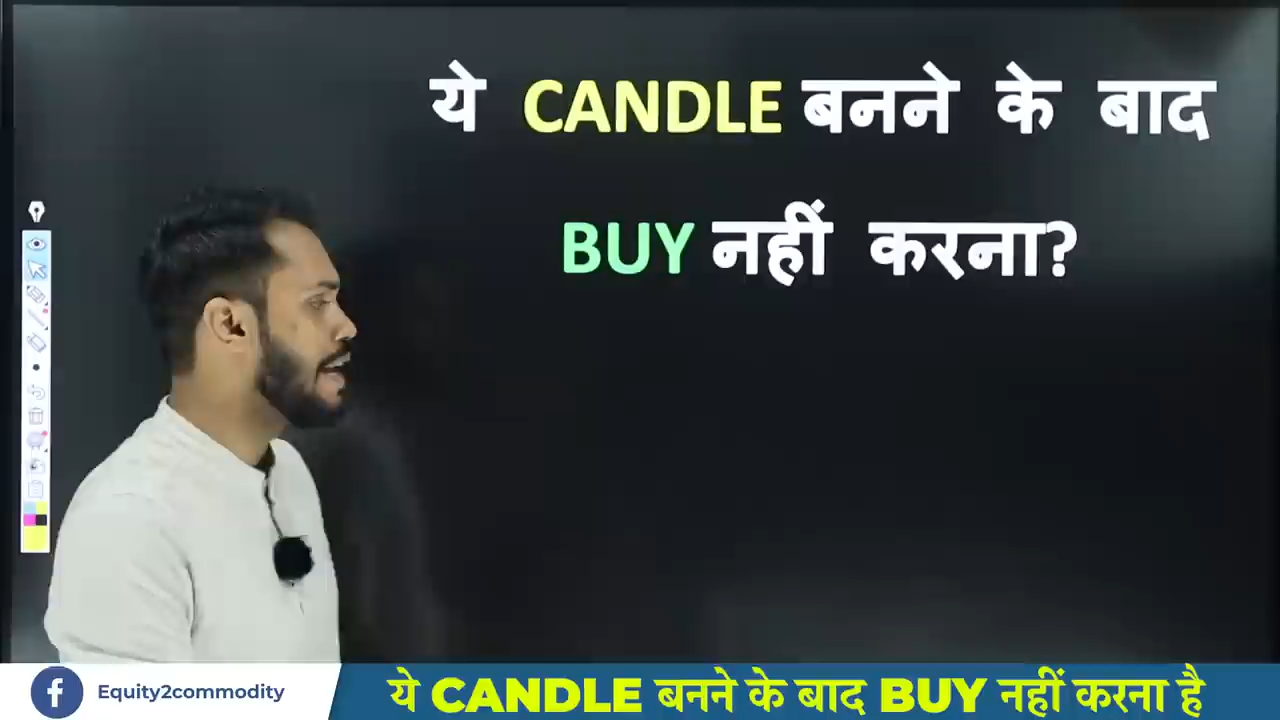 ये CANDLE बनने के बाद
BUY नहीं करना?
Equity2commodity
ये CANDLE बनने के बाद BUY नहीं करना है